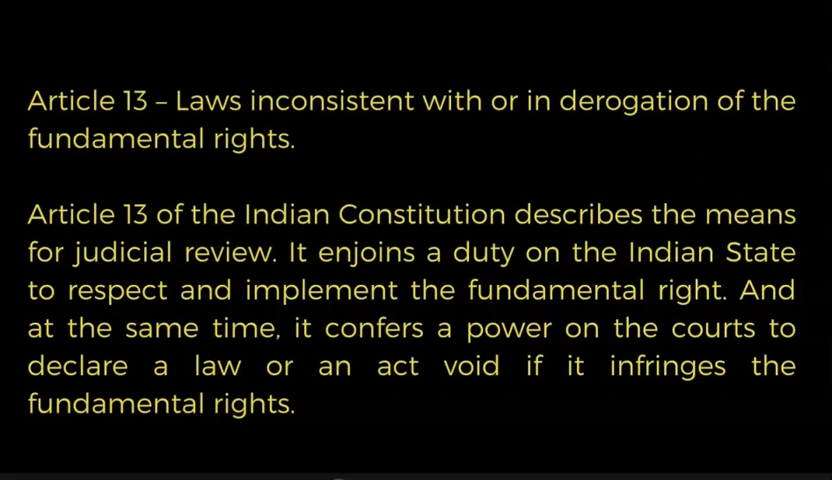 Article 13 – Laws inconsistent with or in derogation of the
fundamental rights.
Article 13 of the Indian Constitution describes the means
for judicial review. It enjoins a duty on the Indian State
to respect and implement the fundamental right. And
at the same time, it confers a power on the courts to
declare a law or an act void if it infringes the
fundamental rights.